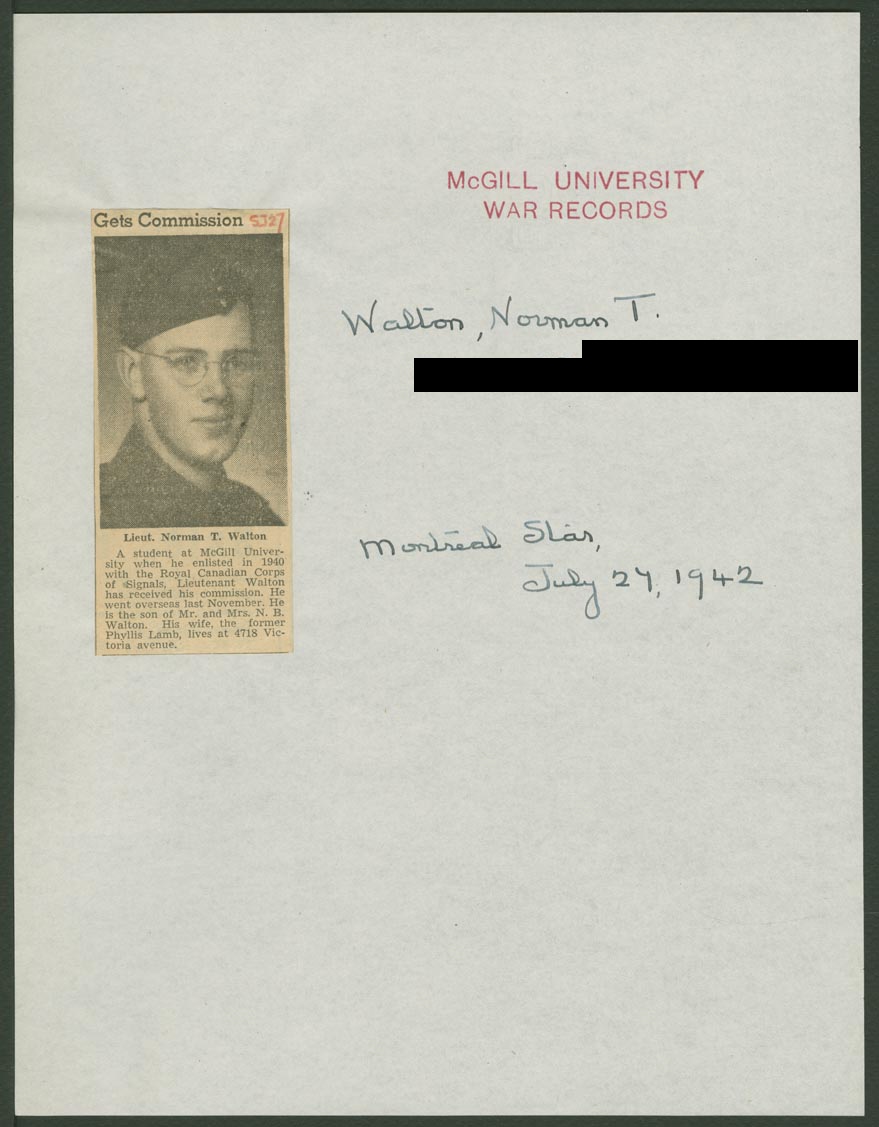 McGILL UNIVERSITY
WAR RECORDS
Gets Commission SJ27
Walton, Norman T.
Montreal Star,
July 27, 1942
Lieut. Norman T. Walton
A student at McGill Univer-
sity when he enlisted in 1940
with the Royal Canadian Corps
of Signals, Lieutenant Walton
has received his commission. He
went overseas last November. He
is the son of Mr. and Mrs. N. B.
Walton. His wife, the former
Phyllis Lamb, lives at 4718 Vic-
toria avenue.